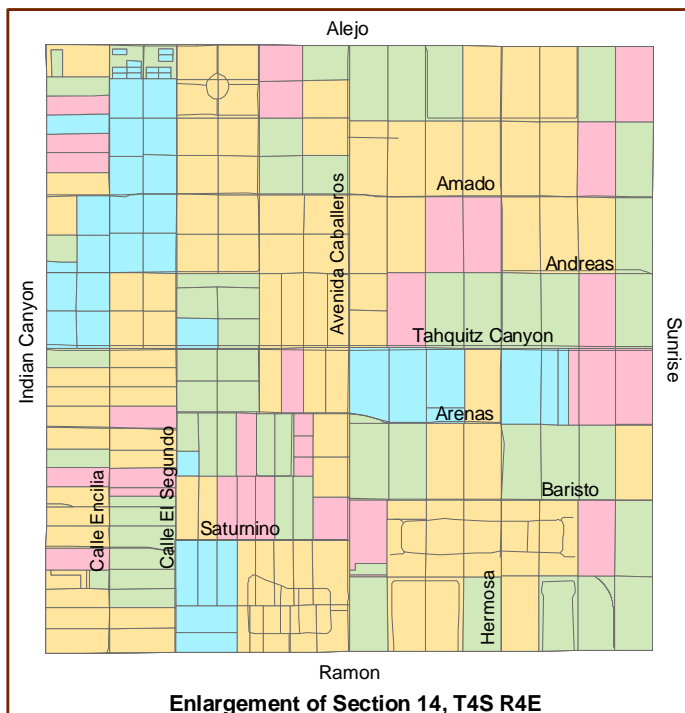 Alejo
Amado
Avenida Caballeros
Andreas
Indian Canyon
Tahquitz Canyon
Sunrise
Arenas
Calle Encilia
Calle El Segundo
Baristo
Saturnino
Hermosa
Ramon
Enlargement of Section 14, T4S R4E